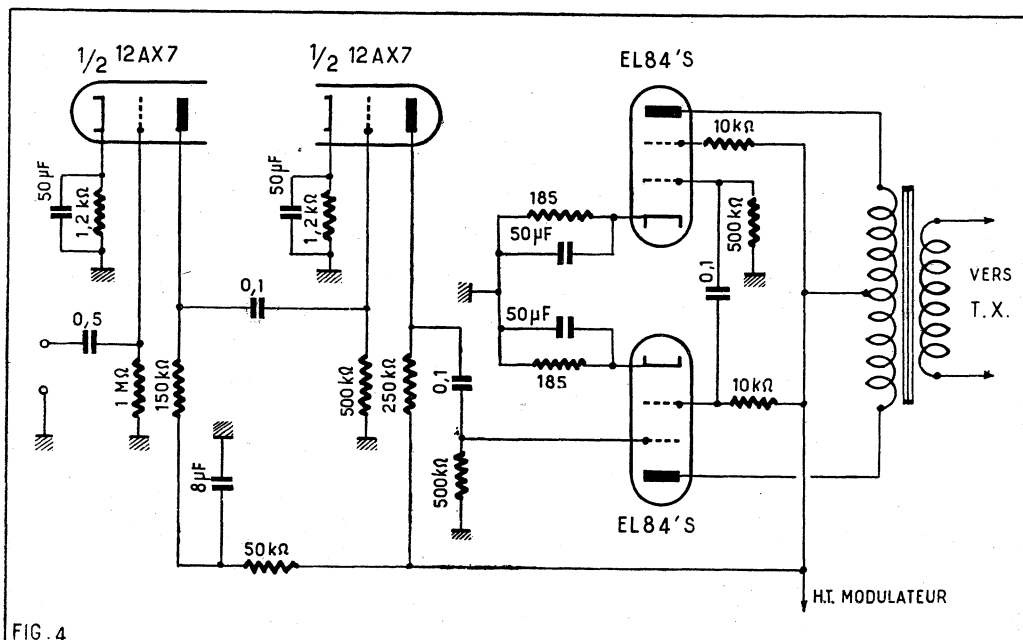 1/2 12AX7
1/2 12AX7
EL84'S
10kΩ
50µF
1,2 kΩ
50µF
1,2 kΩ
185
50µF
500kΩ
0,1
0,1
VERS
T.X.
0,5
50µF
1 MΩ
150kΩ
500kΩ
250kΩ
0,1
185
10kΩ
8µF
500kΩ
EL84'S
50kΩ
H.T. MODULATEUR
FIG. 4